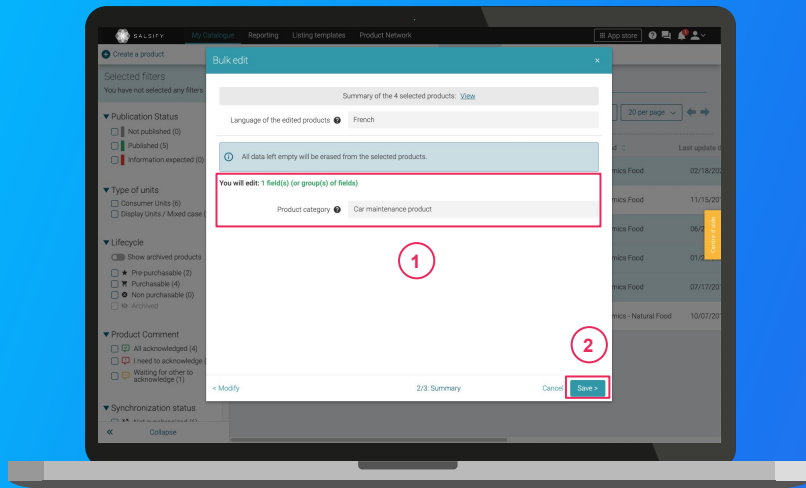 SALSIFY
My Catalogue
Reporting
Listing templates
Product Network
App store
Create a product
Selected filters
You have not selected any filters
Publication Status
Not published (0)
Published (5)
Information expected (0)
Type of units
Consumer Units (6)
Display Units / Mixed case (
Lifecycle
Show archived products
Pre-purchasable (2)
Purchasable (4)
Non purchasable (0)
Archived
Product Comment
All acknowledged (4)
I need to acknowledge (
Waiting for other to
acknowledge (1)
Synchronization status
Collapse
Bulk edit
×
Summary of the 4 selected products: View
Language of the edited products
French
All data left empty will be erased from the selected products.
You will edit: 1 field(s) (or group(s) of fields)
Product category
Car maintenance product
1
2
< Modify
2/3: Summary
Cancel
Save >
20 per page
Last update d
mics Food
02/18/202
mics Food
11/15/201
mics Food
06/2
mics Food
01/2
mics Food
07/17/201
mics - Natural Food
10/07/201
Centre d'aide